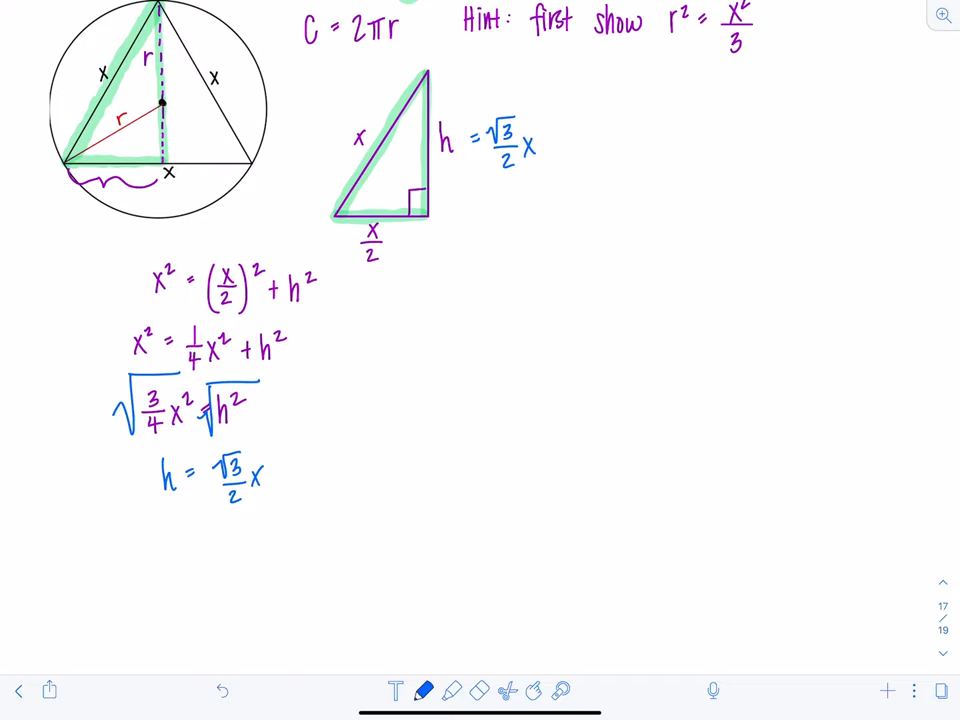 C = 2πr
Hint: first show r² = x²/3
x
r
x
r
x
x
h = √3/2 x
x/2
x² = (x/2)² + h²
x² = 1/4 x² + h²
√(3/4 x²) = √(h²)
h = √3/2 x
17
/
19
T